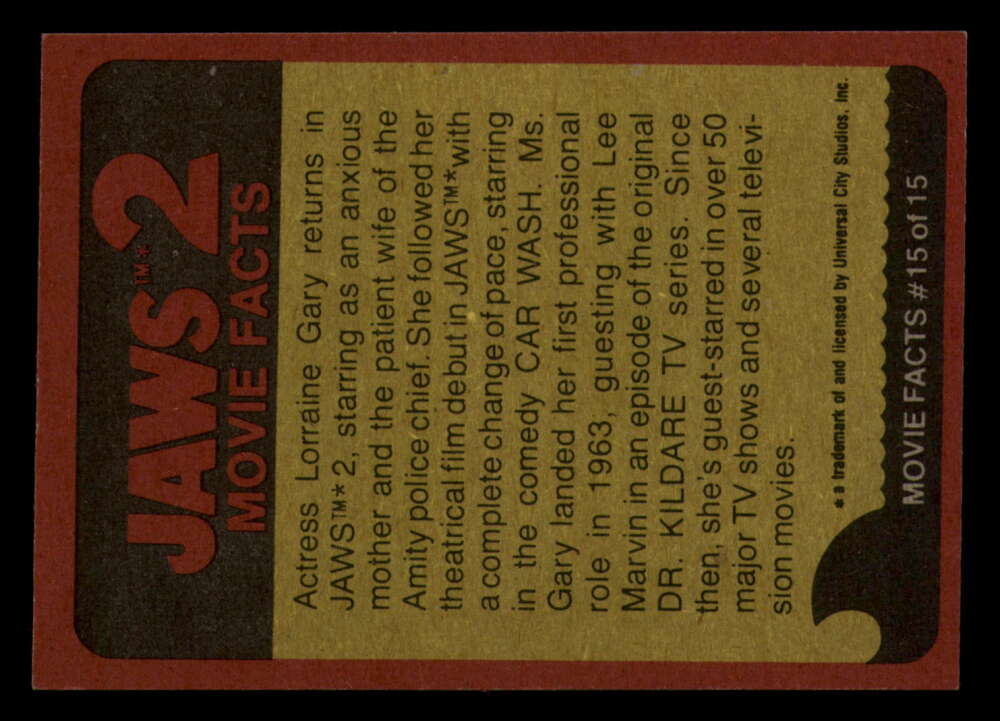 JAWS™* 2
MOVIE FACTS
Actress Lorraine Gary returns in
JAWS™* 2, starring as an anxious
mother and the patient wife of the
Amity police chief. She followed her
theatrical film debut in JAWS™* with
a complete change of pace, starring
in the comedy CAR WASH. Ms.
Gary landed her first professional
role in 1963, guesting with Lee
Marvin in an episode of the original
DR. KILDARE TV series. Since
then, she's guest-starred in over 50
major TV shows and several televi-
sion movies.
* a trademark of and licensed by Universal City Studios, Inc.
MOVIE FACTS # 15 of 15